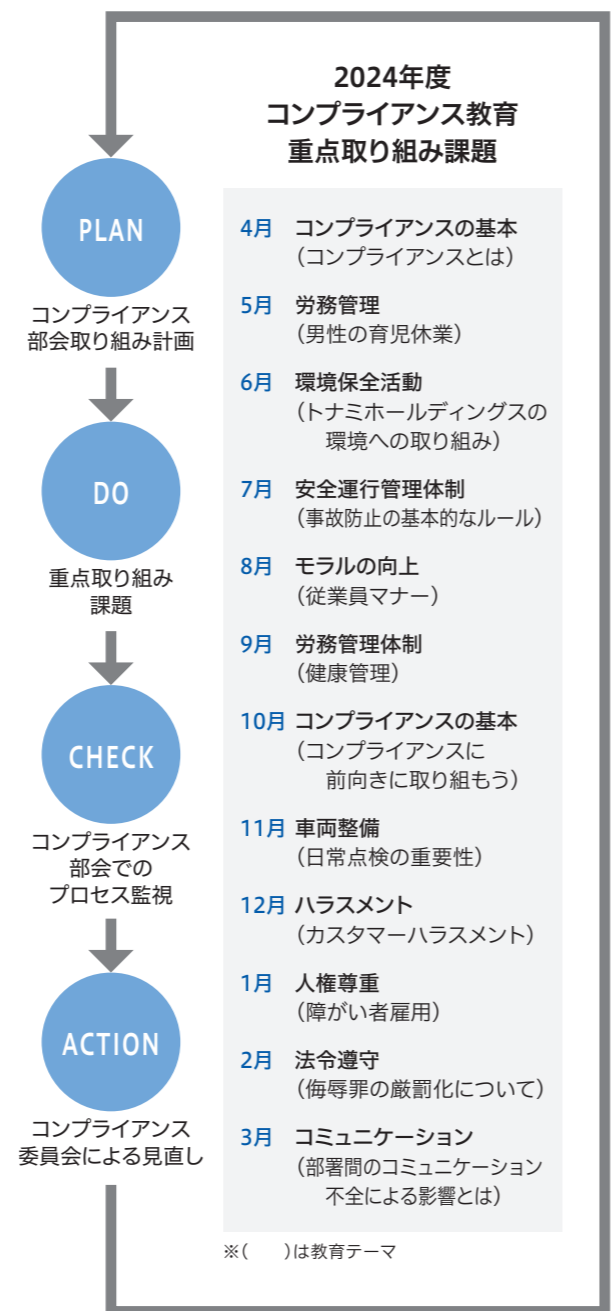 2024年度
コンプライアンス教育
重点取り組み課題
PLAN
コンプライアンス
部会取り組み計画
DO
重点取り組み
課題
CHECK
コンプライアンス
部会での
プロセス監視
ACTION
コンプライアンス
委員会による見直し
4月 コンプライアンスの基本
（コンプライアンスとは）
5月 労務管理
（男性の育児休業）
6月 環境保全活動
（トナミホールディングスの
環境への取り組み）
7月 安全運行管理体制
（事故防止の基本的なルール）
8月 モラルの向上
（従業員マナー）
9月 労務管理体制
（健康管理）
10月 コンプライアンスの基本
（コンプライアンスに
前向きに取り組もう）
11月 車両整備
（日常点検の重要性）
12月 ハラスメント
（カスタマーハラスメント）
1月 人権尊重
（障がい者雇用）
2月 法令遵守
（侮辱罪の厳罰化について）
3月 コミュニケーション
（部署間のコミュニケーション
不全による影響とは）
※（　　）は教育テーマ